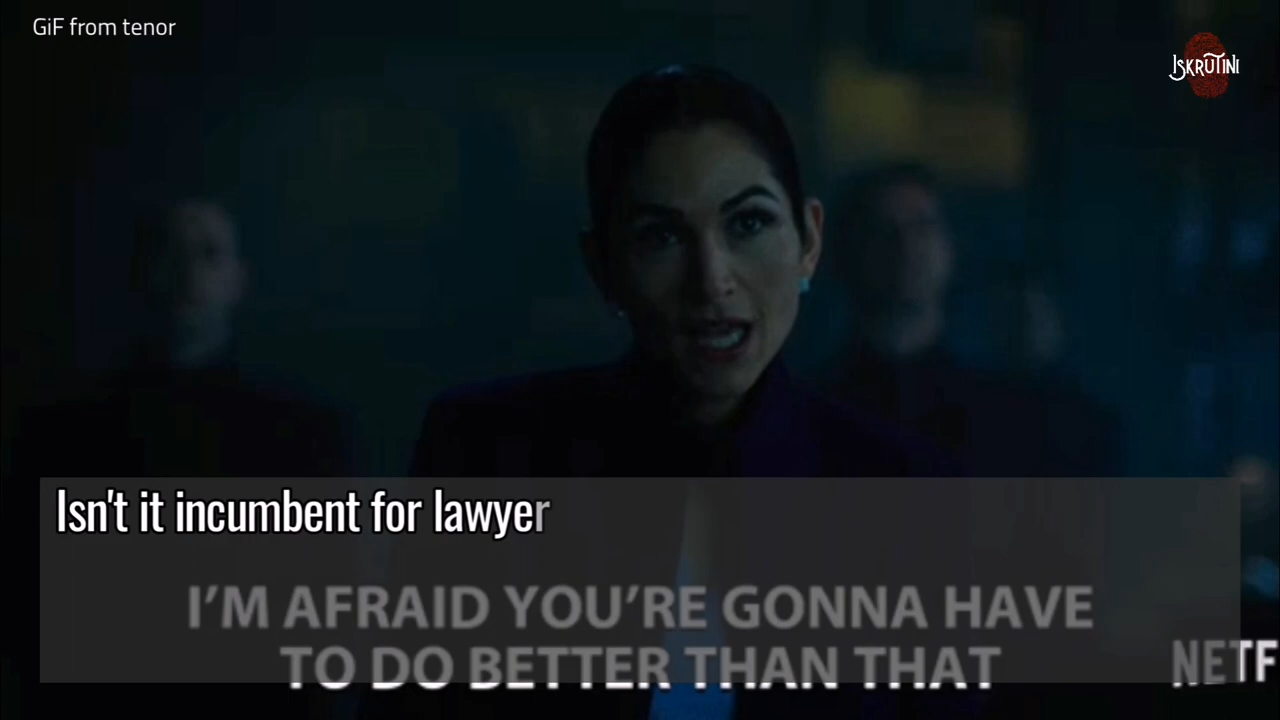 GiF from tenor
ISKRUTINI
Isn't it incumbent for lawyer
I'M AFRAID YOU'RE GONNA HAVE
TO DO BETTER THAN THAT
NETF